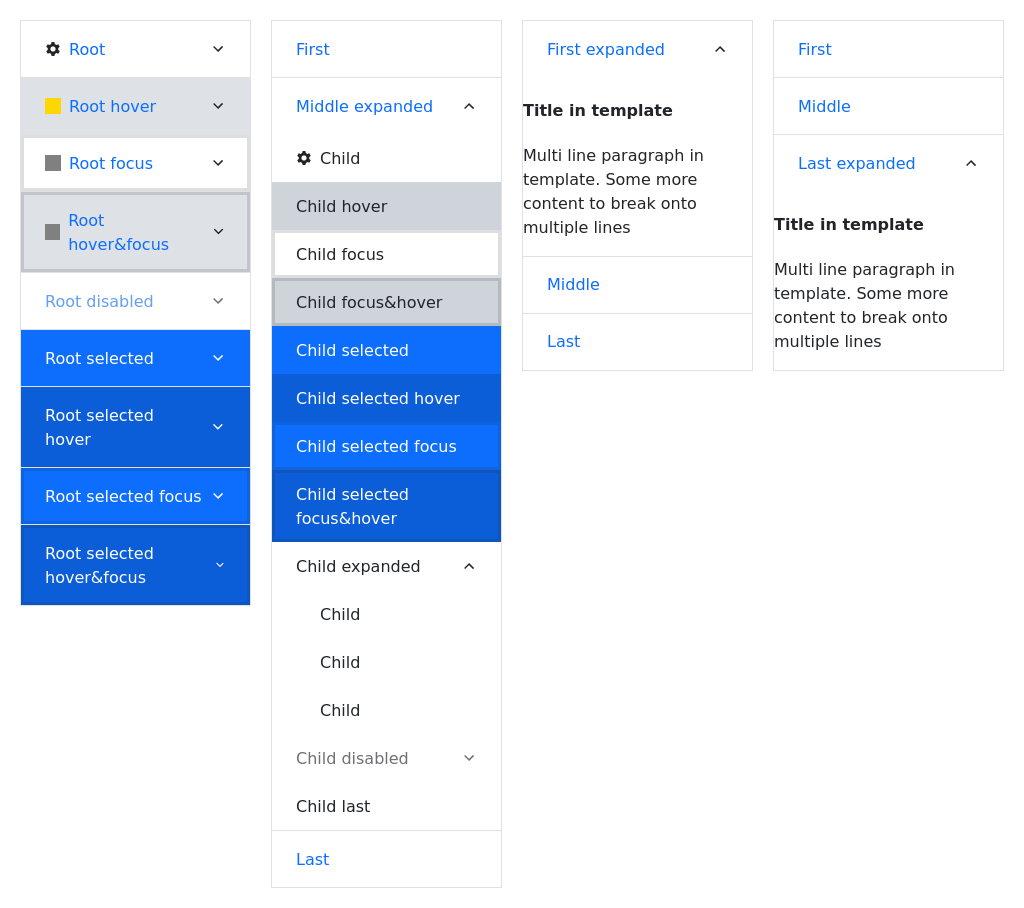 Root
Root hover
Root focus
Root
hover&focus
Root disabled
Root selected
Root selected
hover
Root selected focus
Root selected
hover&focus
First
Middle expanded
Child
Child hover
Child focus
Child focus&hover
Child selected
Child selected hover
Child selected focus
Child selected
focus&hover
Child expanded
Child
Child
Child
Child disabled
Child last
Last
First expanded
Title in template
Multi line paragraph in
template. Some more
content to break onto
multiple lines
Middle
Last
First
Middle
Last expanded
Title in template
Multi line paragraph in
template. Some more
content to break onto
multiple lines